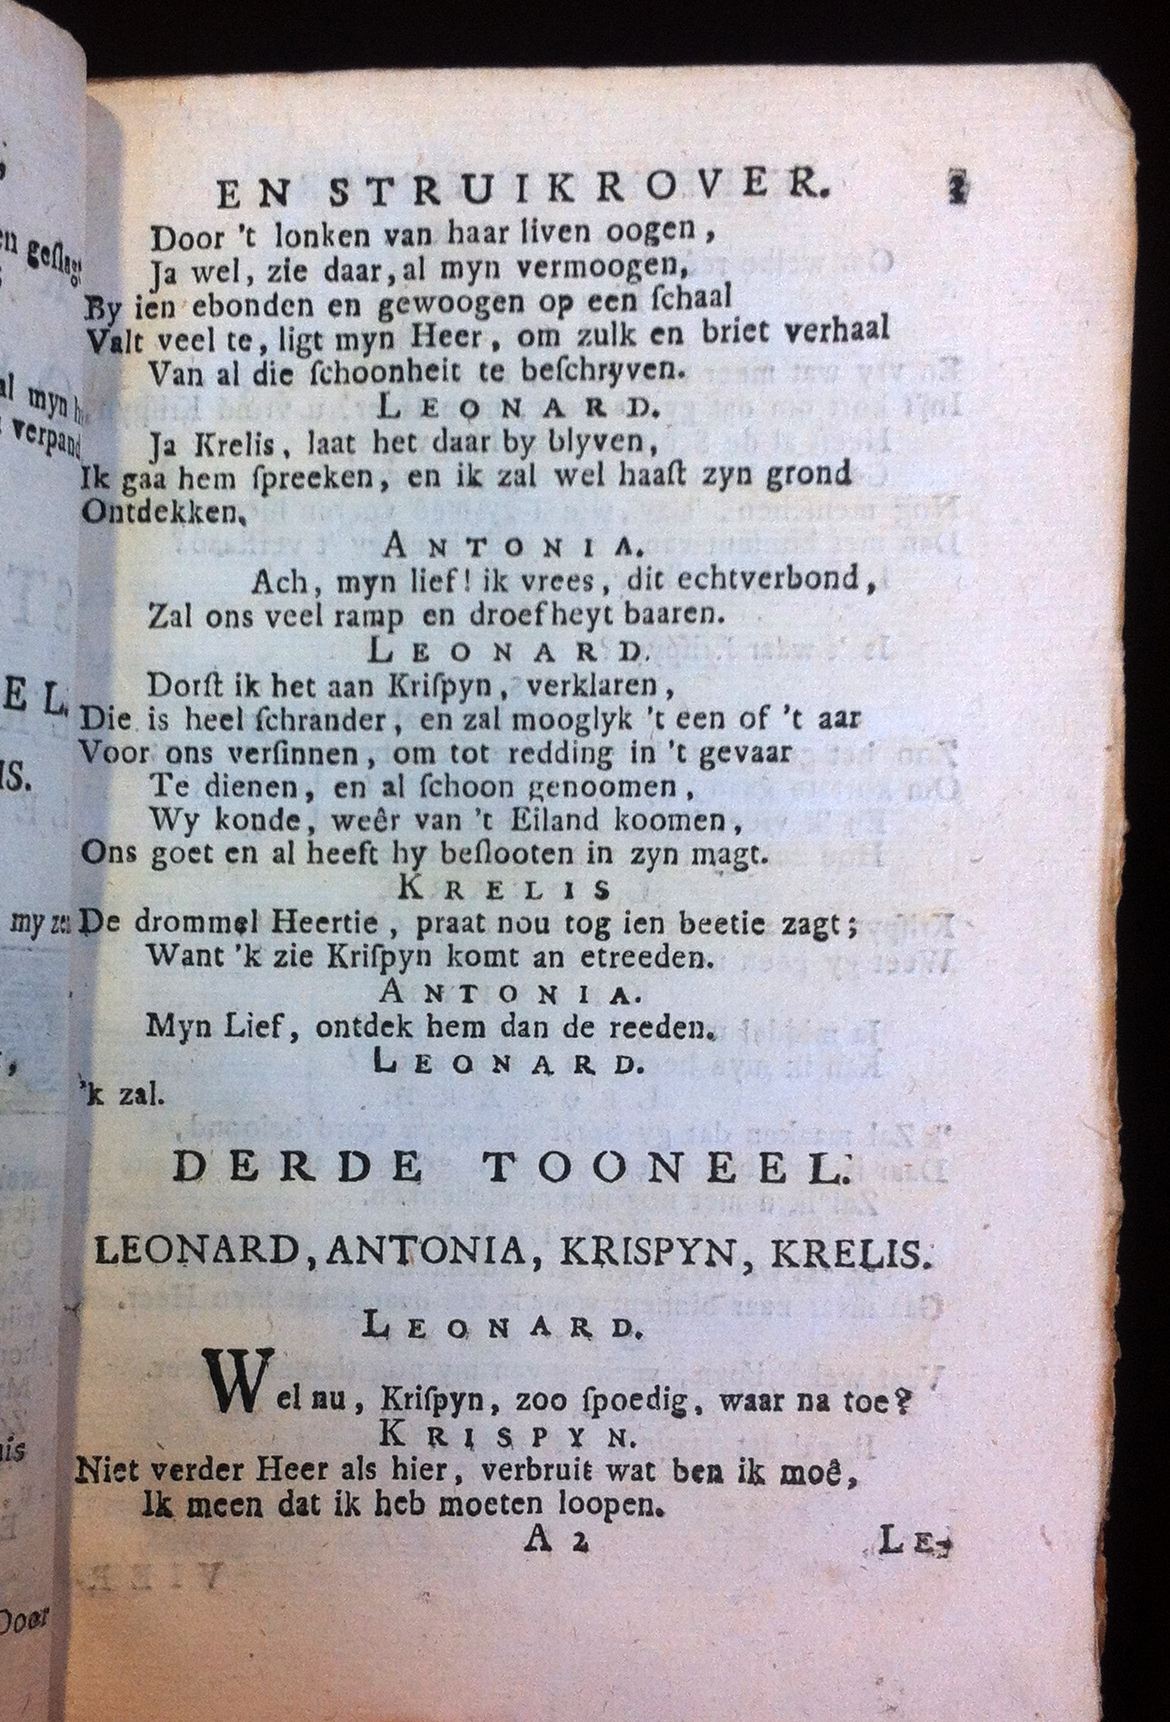 EN STRUIKROVER.
Door 't lonken van haar liven oogen,
Ja wel, zie daar, al myn vermoogen,
By ien ebonden en gewoogen op een ſchaal
Valt veel te, ligt myn Heer, om zulk en briet verhaal
Van al die ſchoonheit te beſchryven.
LEONARD.
Ja Krelis, laat het daar by blyven,
Ik gaa hem ſpreeken, en ik zal wel haaſt zyn grond
Ontdekken,
ANTONIA.
Ach, myn lief! ik vrees, dit echtverbond,
Zal ons veel ramp en droefheyt baaren.
LEONARD.
Dorſt ik het aan Kriſpyn, verklaren,
Die is heel ſchrander, en zal mooglyk 't een of 't aar
Voor ons verſinnen, om tot redding in 't gevaar
Te dienen, en al ſchoon genoomen,
Wy konde, weêr van 't Eiland koomen,
Ons goet en al heeft hy beſlooten in zyn magt.
KRELIS
De drommel Heertie, praat nou tog ien beetie zagt;
Want 'k zie Kriſpyn komt an etreeden.
ANTONIA.
Myn Lief, ontdek hem dan de reeden.
LEONARD.
'k zal.
DERDE TOONEEL.
LEONARD, ANTONIA, KRISPYN, KRELIS.
LEONARD.
Wel nu, Kriſpyn, zoo ſpoedig, waar na toe?
KRISPYN.
Niet verder Heer als hier, verbruit wat ben ik moê,
Ik meen dat ik heb moeten loopen.
A 2 LE-